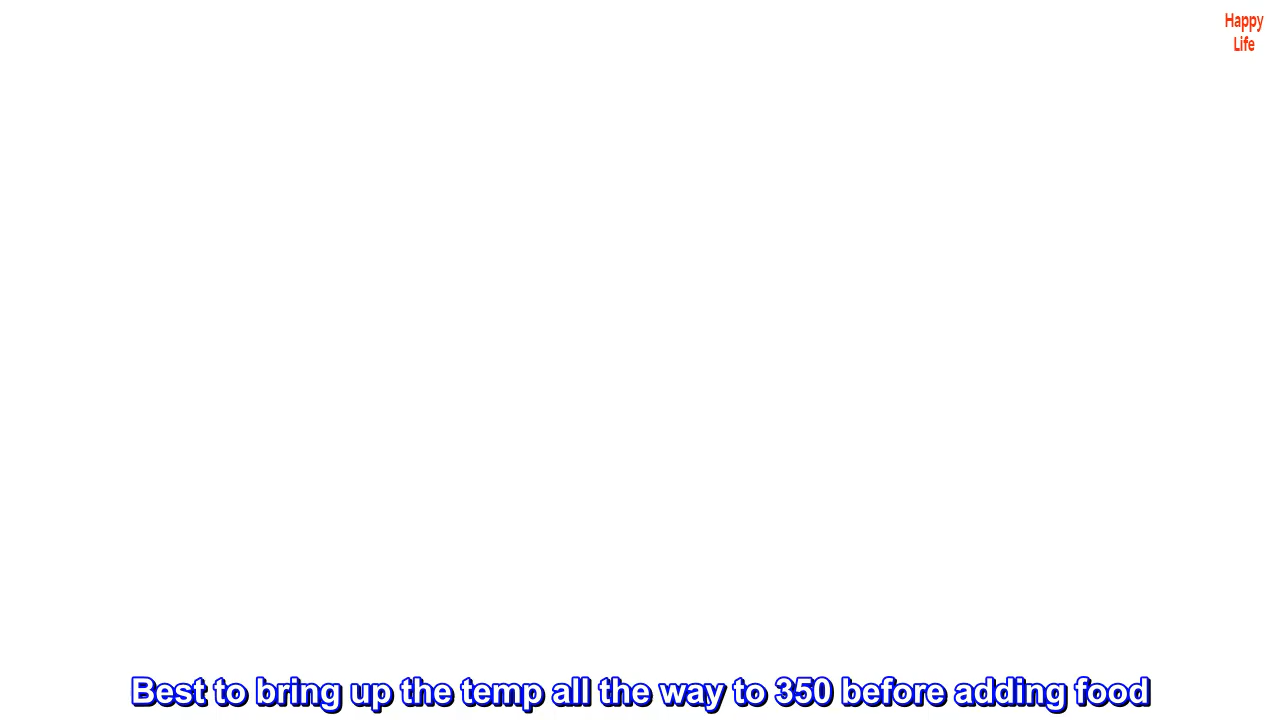 Happy
Life
Best to bring up the temp all the way to 350 before adding food